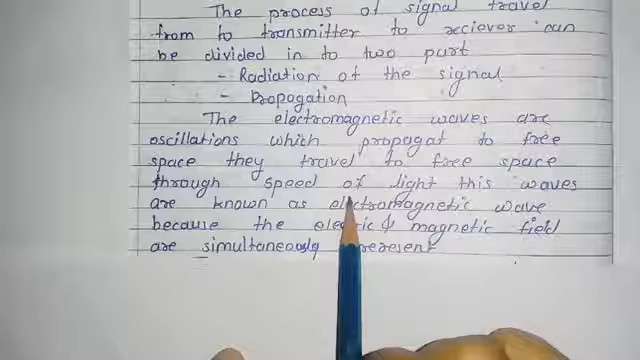 The process of signal travel
from to transmitter to reciever can
be divided in to two part
- Radiation of the signal
- Propogation
The electromagnetic waves are
oscillations which propagat to free
space they travel to free space
through speed of light this waves
are known as electromagnetic wave
because the electric & magnetic field
are simultaneously